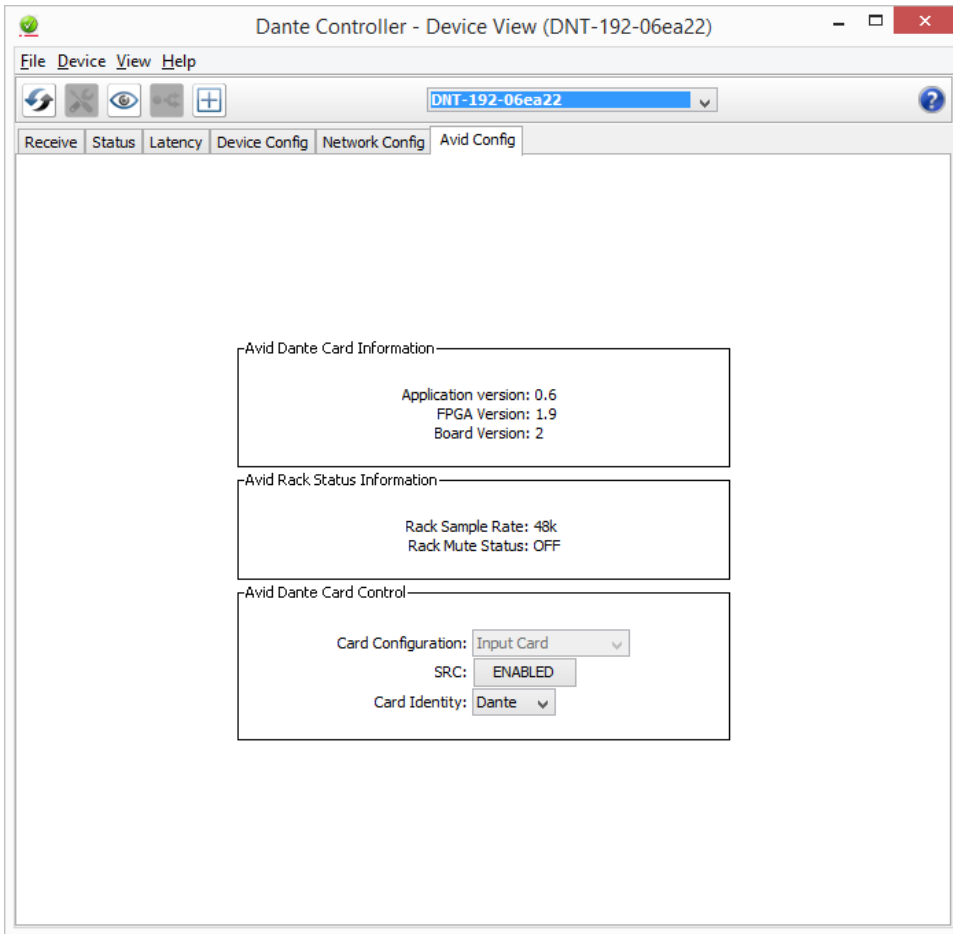 Dante Controller - Device View (DNT-192-06ea22)
File Device View Help
DNT-192-06ea22
Receive Status Latency Device Config Network Config Avid Config
Avid Dante Card Information
Application version: 0.6
FPGA Version: 1.9
Board Version: 2
Avid Rack Status Information
Rack Sample Rate: 48k
Rack Mute Status: OFF
Avid Dante Card Control
Card Configuration: Input Card
SRC: ENABLED
Card Identity: Dante